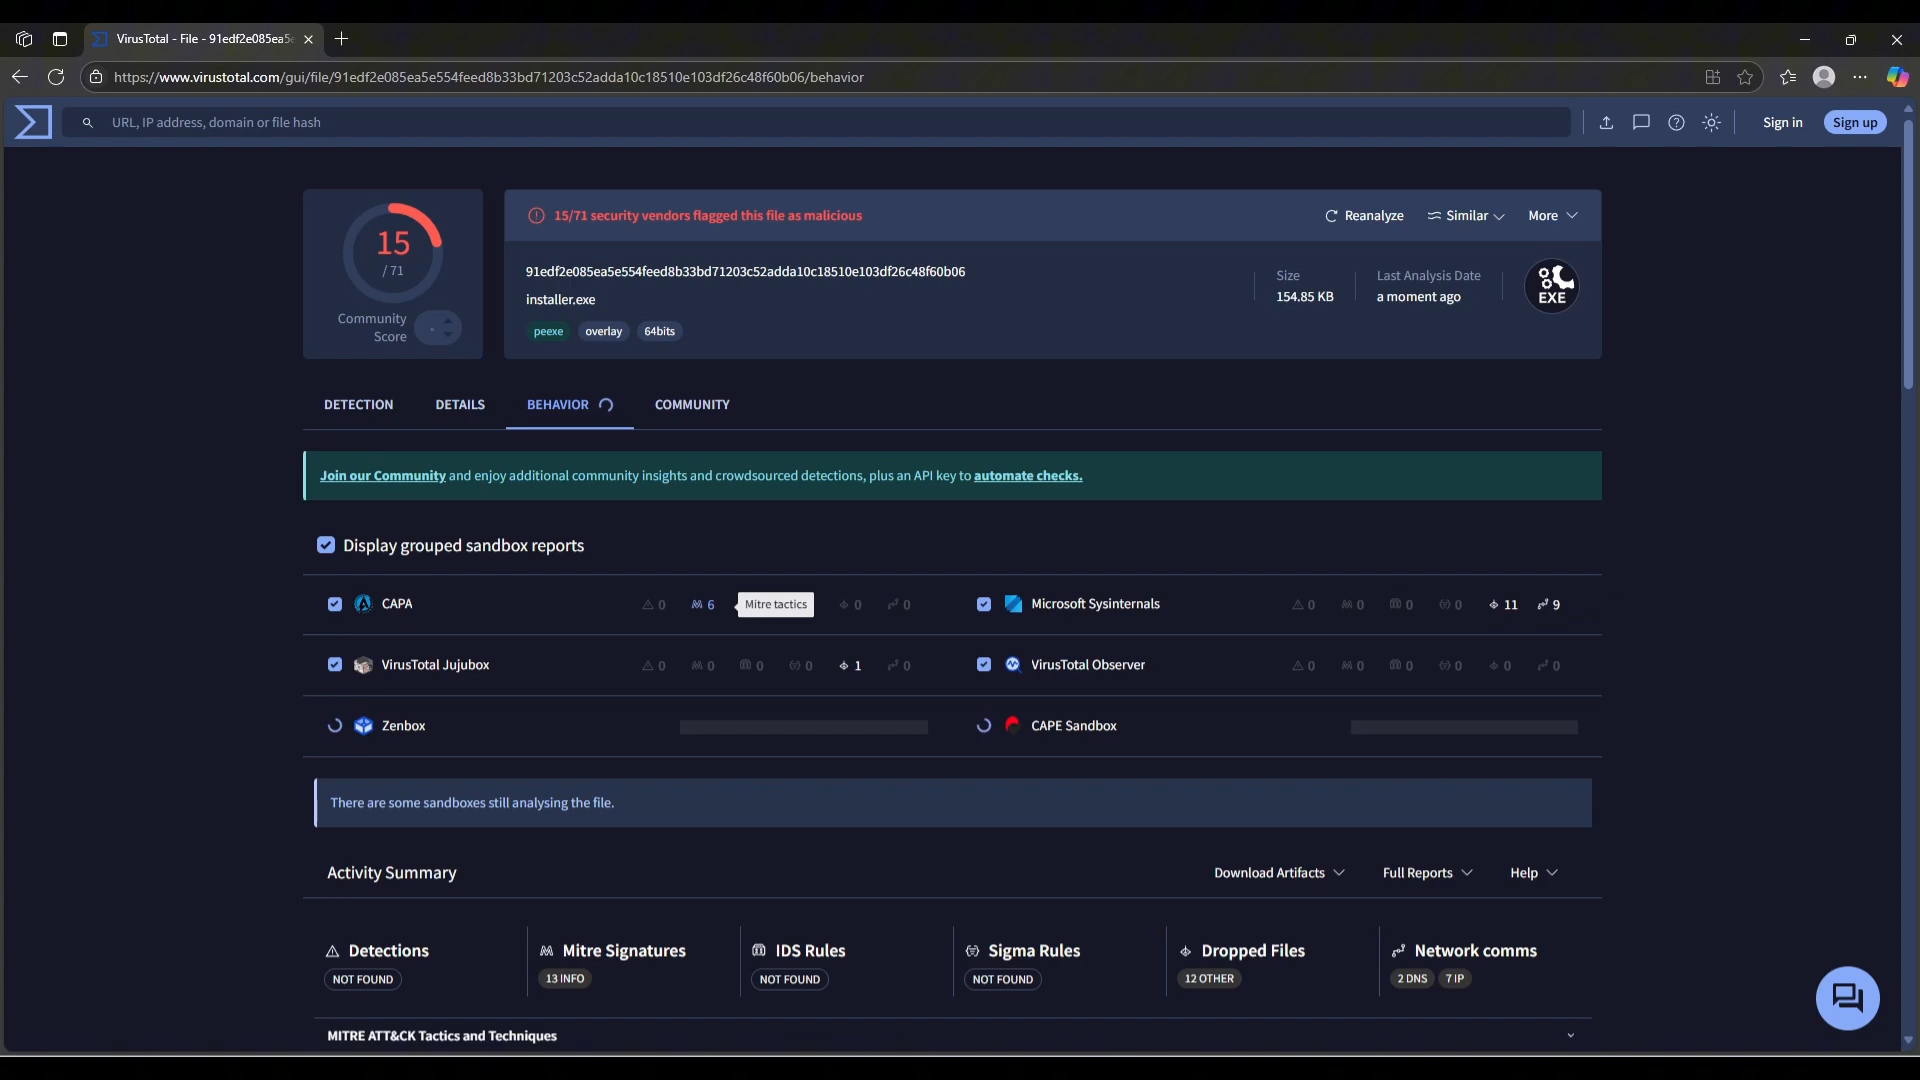 VirusTotal - File - 91edf2e085ea5e
https://www.virustotal.com/gui/file/91edf2e085ea5e554feed8b33bd71203c52adda10c18510e103df26c48f60b06/behavior
URL, IP address, domain or file hash
Sign in
Sign up
15
/ 71
Community
Score
15/71 security vendors flagged this file as malicious
Reanalyze
Similar
More
91edf2e085ea5e554feed8b33bd71203c52adda10c18510e103df26c48f60b06
installer.exe
peexe
overlay
64bits
Size
154.85 KB
Last Analysis Date
a moment ago
EXE
DETECTION
DETAILS
BEHAVIOR
COMMUNITY
Join our Community and enjoy additional community insights and crowdsourced detections, plus an API key to automate checks.
Display grouped sandbox reports
CAPA 0 6 Mitre tactics 0 0
Microsoft Sysinternals 0 0 0 0 11 9
VirusTotal Jujubox 0 0 0 0 1 0
VirusTotal Observer 0 0 0 0 0 0
Zenbox
CAPE Sandbox
There are some sandboxes still analysing the file.
Activity Summary
Download Artifacts
Full Reports
Help
Detections
NOT FOUND
Mitre Signatures
13 INFO
IDS Rules
NOT FOUND
Sigma Rules
NOT FOUND
Dropped Files
12 OTHER
Network comms
2 DNS 7 IP
MITRE ATT&CK Tactics and Techniques